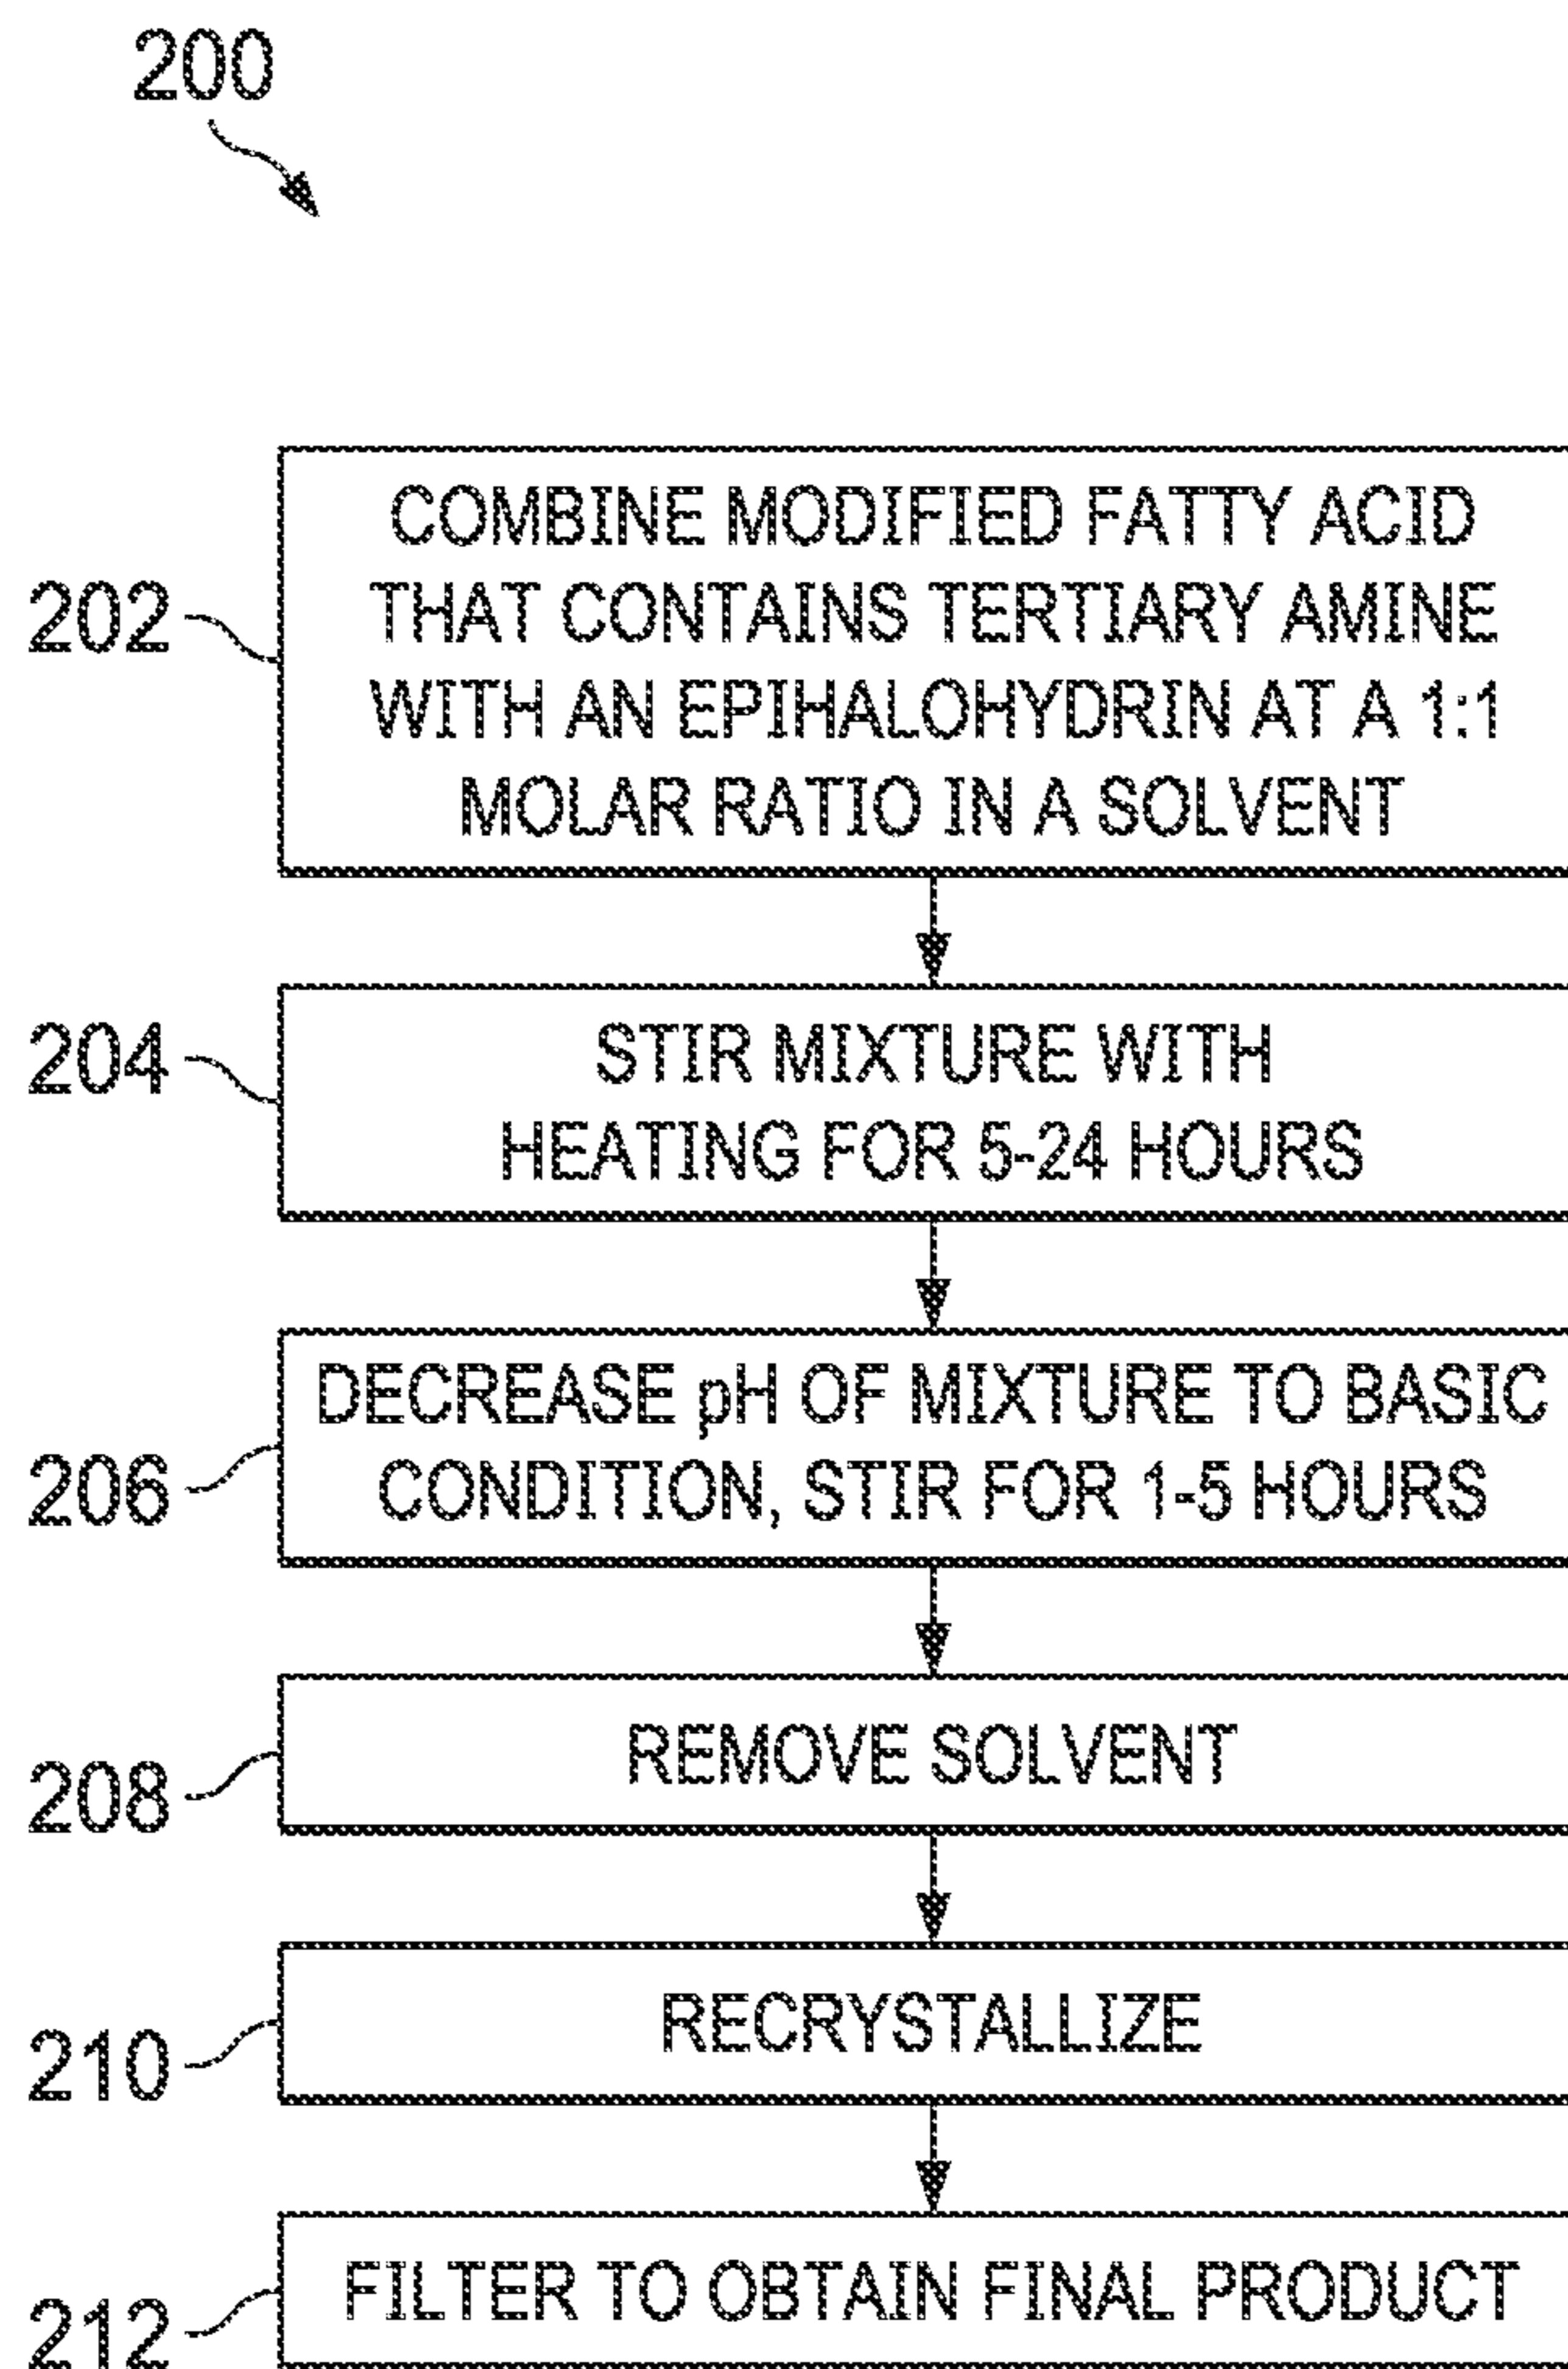 200
202
COMBINE MODIFIED FATTY ACID
THAT CONTAINS TERTIARY AMINE
WITH AN EPIHALOHYDRIN AT A 1:1
MOLAR RATIO IN A SOLVENT
204
STIR MIXTURE WITH
HEATING FOR 5-24 HOURS
206
DECREASE pH OF MIXTURE TO BASIC
CONDITION, STIR FOR 1-5 HOURS
208
REMOVE SOLVENT
210
RECRYSTALLIZE
212
FILTER TO OBTAIN FINAL PRODUCT